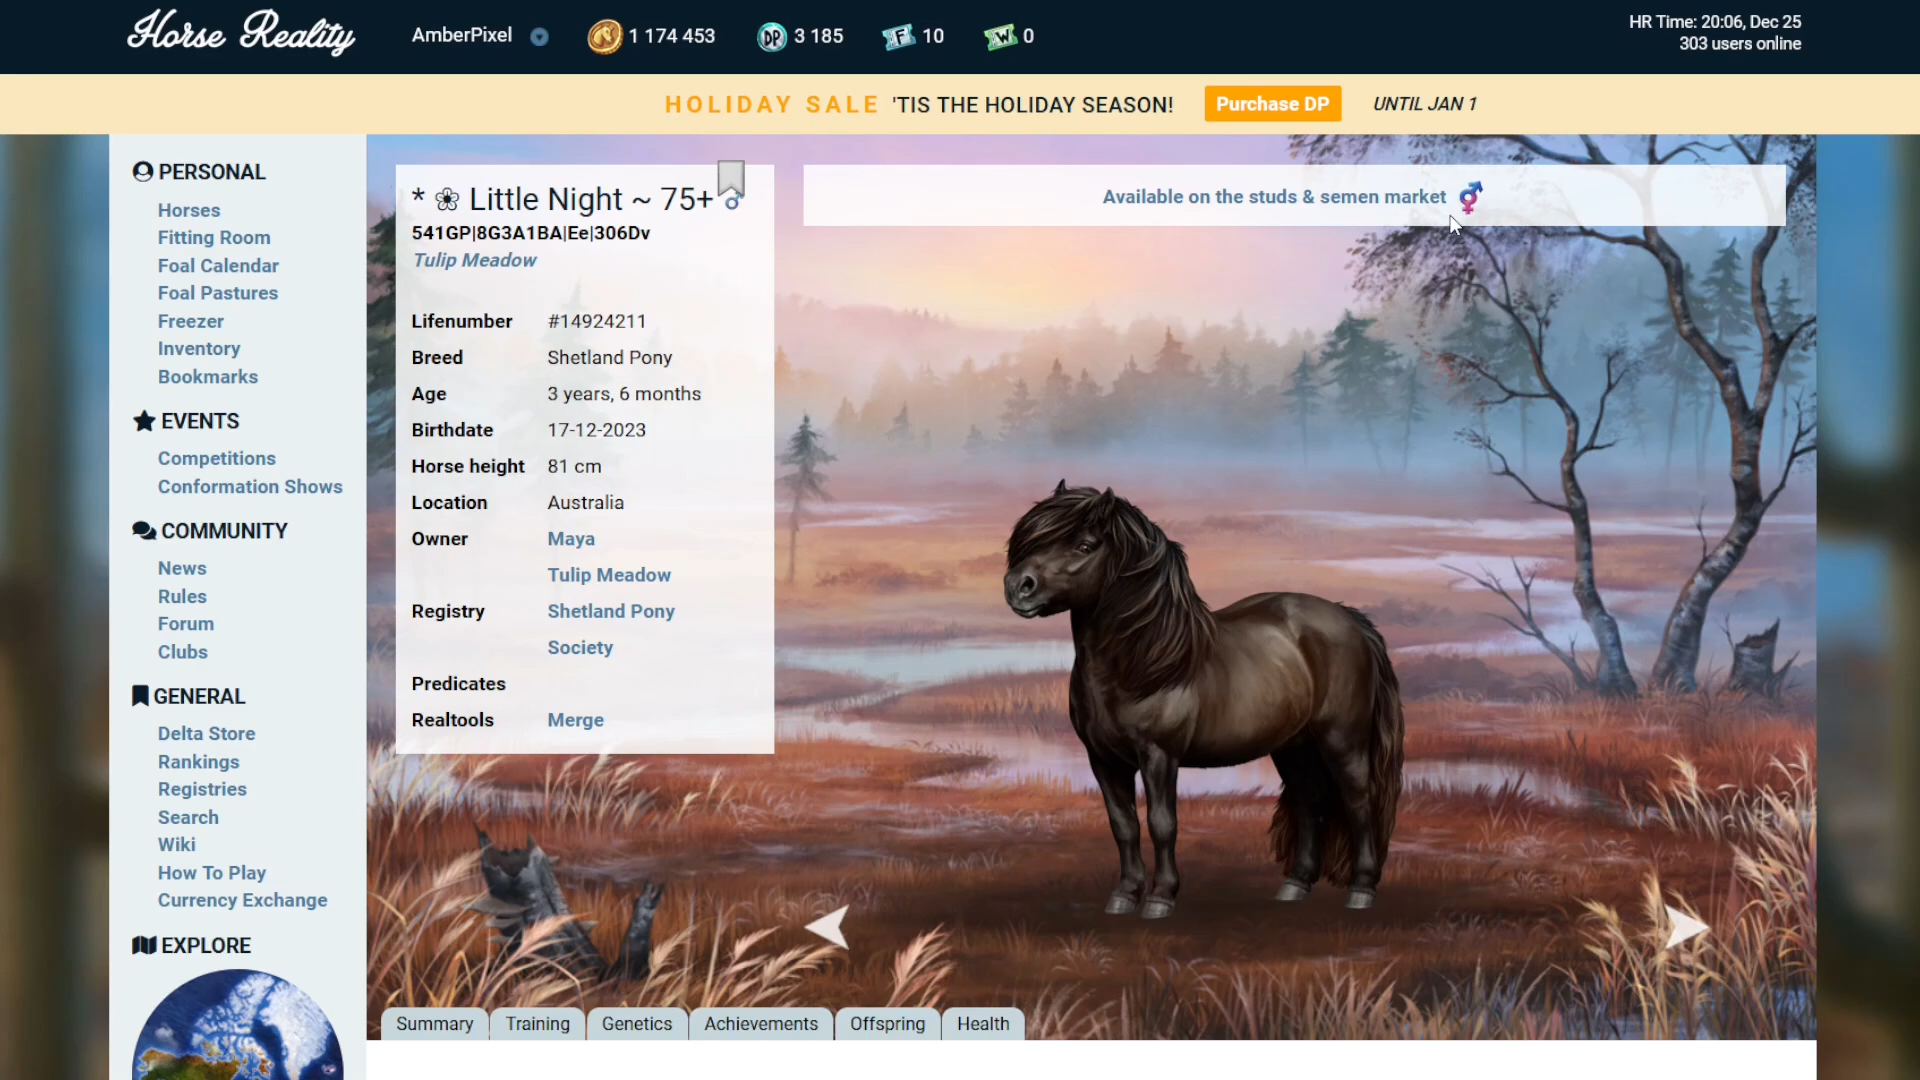 Horse Reality
AmberPixel
1 174 453
DP 3 185
F 10
W 0
HR Time: 20:06, Dec 25
303 users online
HOLIDAY SALE 'TIS THE HOLIDAY SEASON! Purchase DP UNTIL JAN 1
PERSONAL
Horses
Fitting Room
Foal Calendar
Foal Pastures
Freezer
Inventory
Bookmarks
EVENTS
Competitions
Conformation Shows
COMMUNITY
News
Rules
Forum
Clubs
GENERAL
Delta Store
Rankings
Registries
Search
Wiki
How To Play
Currency Exchange
EXPLORE
* ❀ Little Night ~ 75+ ♂
541GP|8G3A1BA|Ee|306Dv
Tulip Meadow
Lifenumber #14924211
Breed Shetland Pony
Age 3 years, 6 months
Birthdate 17-12-2023
Horse height 81 cm
Location Australia
Owner Maya
Tulip Meadow
Registry Shetland Pony
Society
Predicates
Realtools Merge
Available on the studs & semen market
Summary Training Genetics Achievements Offspring Health